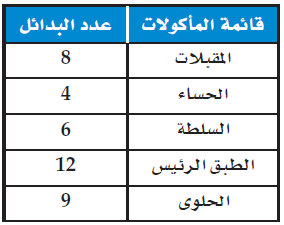 قائمة المأكولات عدد البدائل
المقبلات 8
الحساء 4
السلطة 6
الطبق الرئيس 12
الحلوى 9